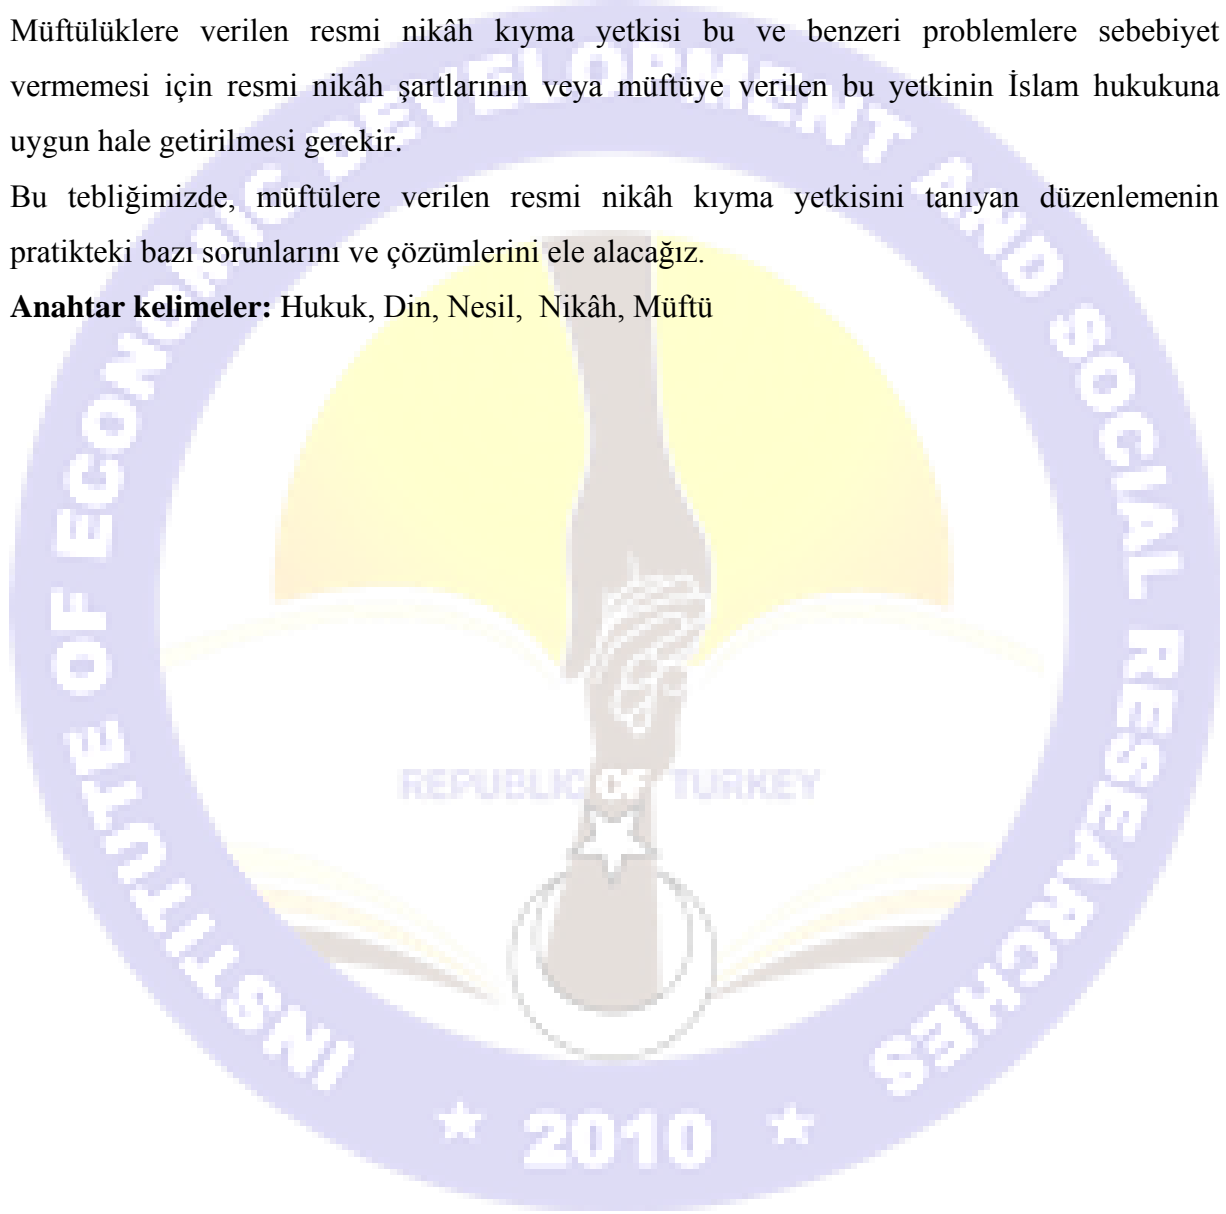 Müftülüklere verilen resmi nikâh kıyma yetkisi bu ve benzeri problemlere sebebiyet
vermemesi için resmi nikâh şartlarının veya müftüye verilen bu yetkinin İslam hukukuna
uygun hale getirilmesi gerekir.
Bu tebliğimizde, müftülere verilen resmi nikâh kıyma yetkisini tanıyan düzenlemenin
pratikteki bazı sorunlarını ve çözümlerini ele alacağız.
Anahtar kelimeler: Hukuk, Din, Nesil, Nikâh, Müftü
INSTITUTE OF ECONOMIC DEVELOPMENT AND SOCIAL RESEARCHES
REPUBLIC OF TURKEY
★ 2010 ★